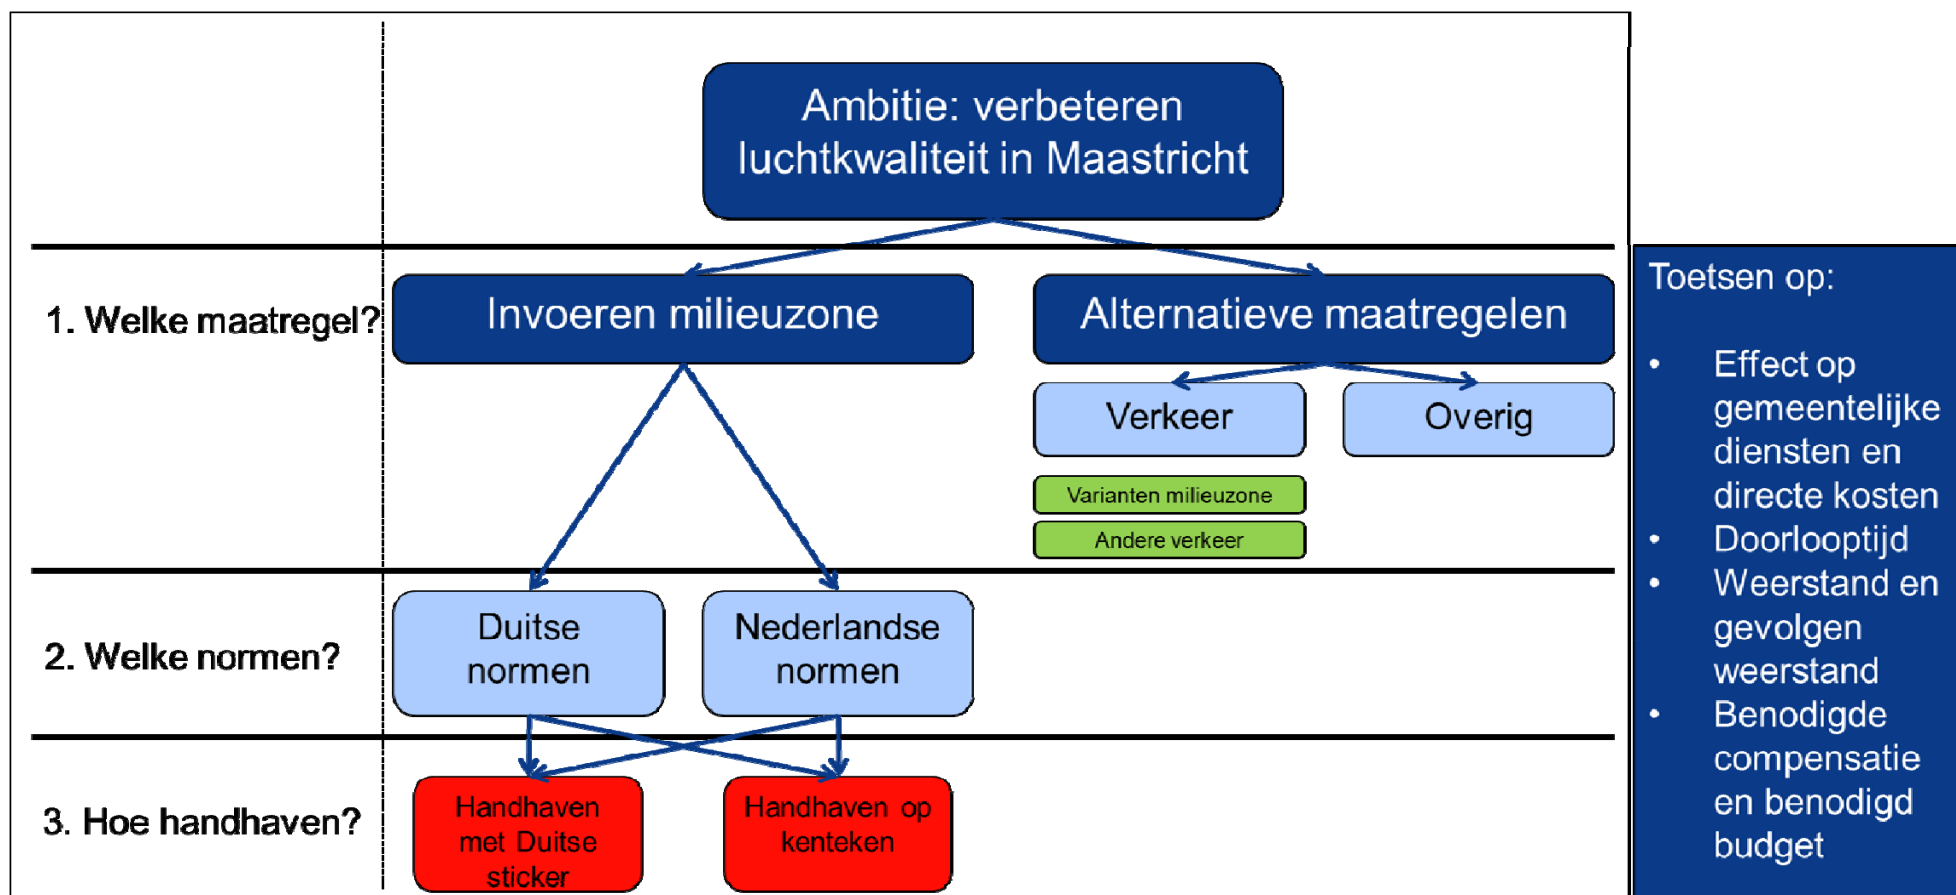 Ambitie: verbeteren
luchtkwaliteit in Maastricht
1. Welke maatregel?
Invoeren milieuzone
Alternatieve maatregelen
Verkeer
Overig
Varianten milieuzone
Andere verkeer
2. Welke normen?
Duitse
normen
Nederlandse
normen
3. Hoe handhaven?
Handhaven
met Duitse
sticker
Handhaven op
kenteken
Toetsen op:
• Effect op
gemeentelijke
diensten en
directe kosten
• Doorlooptijd
• Weerstand en
gevolgen
weerstand
• Benodigde
compensatie
en benodigd
budget